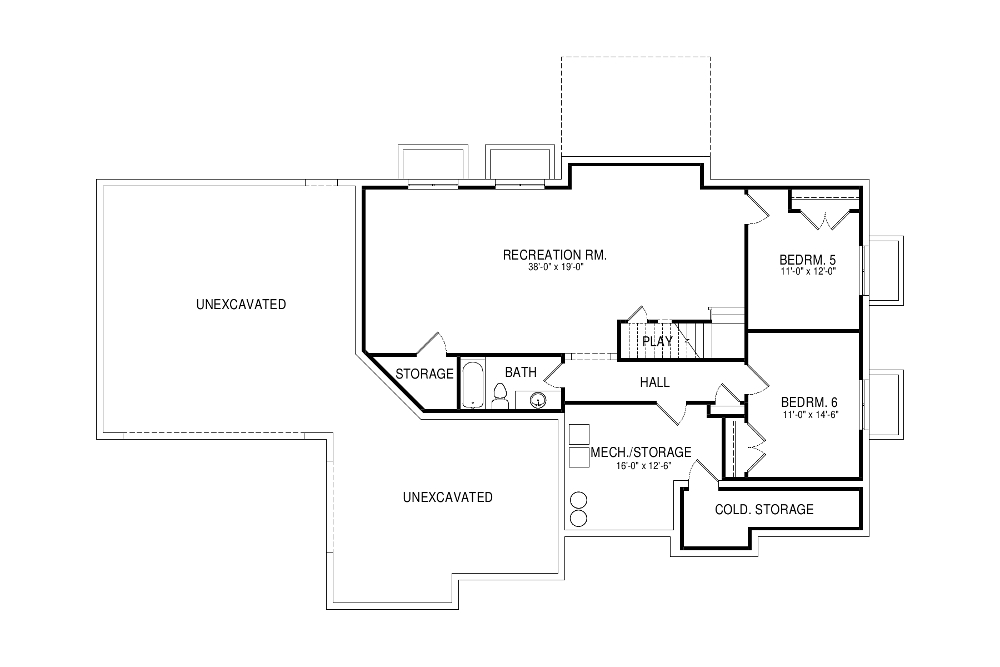 RECREATION RM.
38'-0" x 19'-0"
BEDRM. 5
11'-0" x 12'-0"
UNEXCAVATED
PLAY
STORAGE
BATH
HALL
BEDRM. 6
11'-0" x 14'-6"
MECH./STORAGE
16'-0" x 12'-6"
UNEXCAVATED
COLD. STORAGE